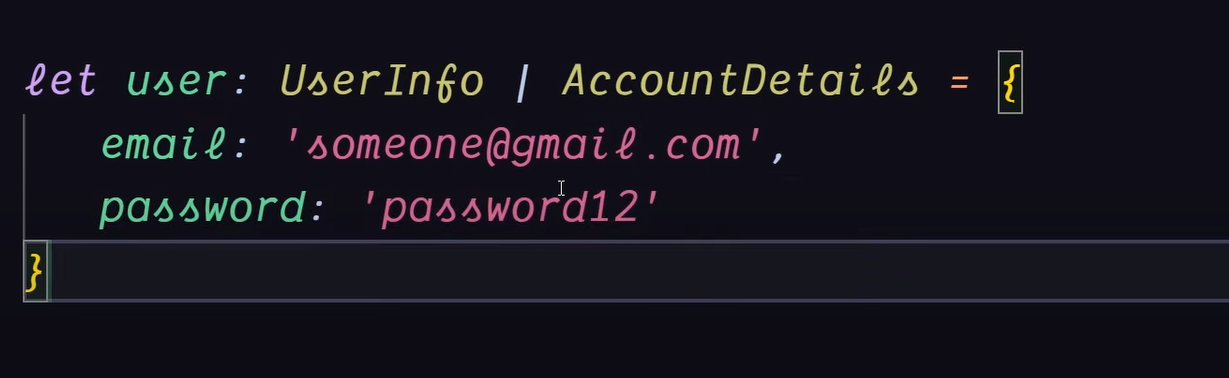 let user: UserInfo | AccountDetails = {
email: 'someone@gmail.com',
password: 'password12'
}